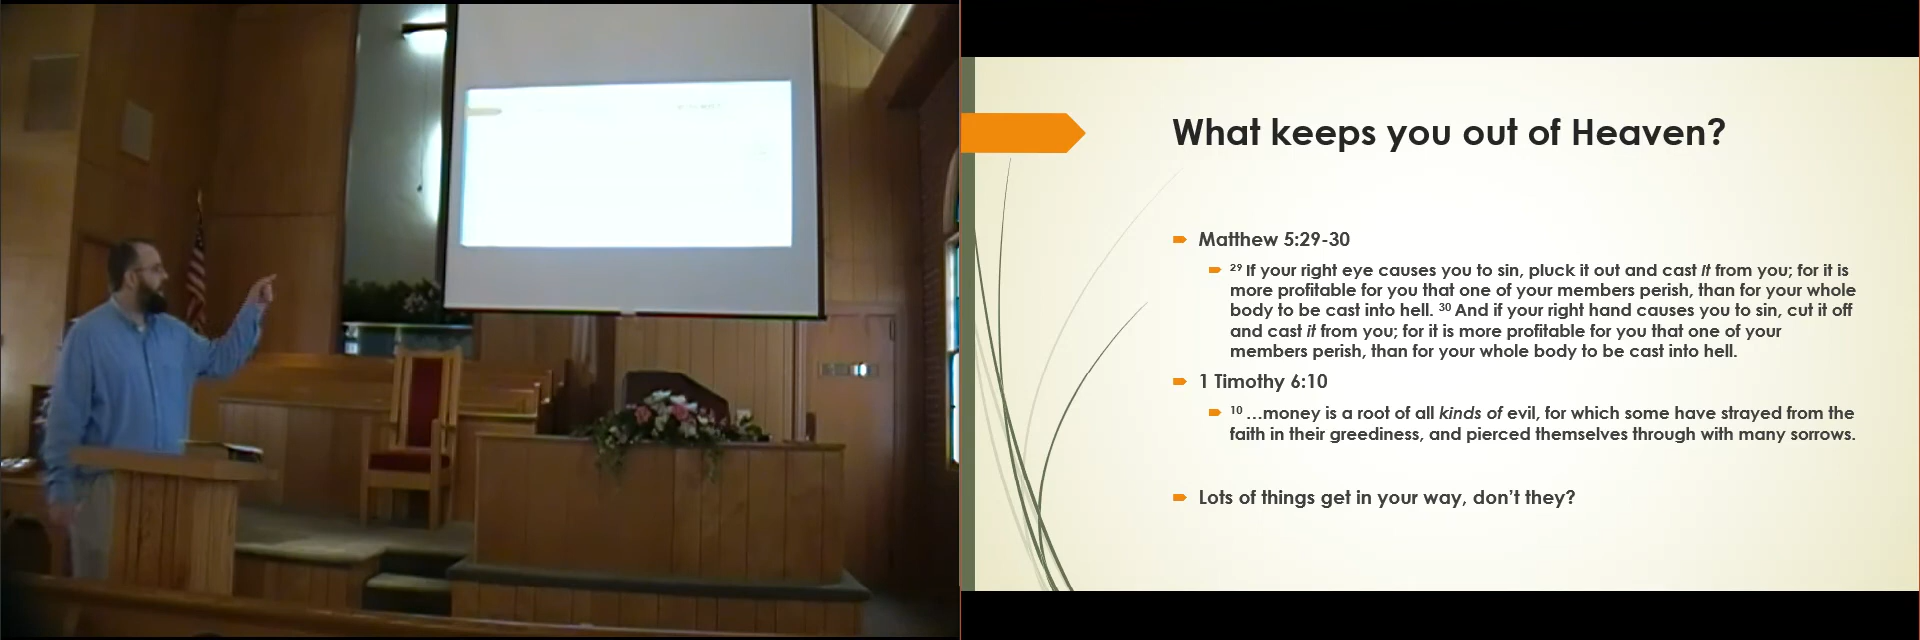 What keeps you out of Heaven?
Matthew 5:29-30
29 If your right eye causes you to sin, pluck it out and cast it from you; for it is
more profitable for you that one of your members perish, than for your whole
body to be cast into hell. 30 And if your right hand causes you to sin, cut it off
and cast it from you; for it is more profitable for you that one of your
members perish, than for your whole body to be cast into hell.
1 Timothy 6:10
10 …money is a root of all kinds of evil, for which some have strayed from the
faith in their greediness, and pierced themselves through with many sorrows.
Lots of things get in your way, don’t they?